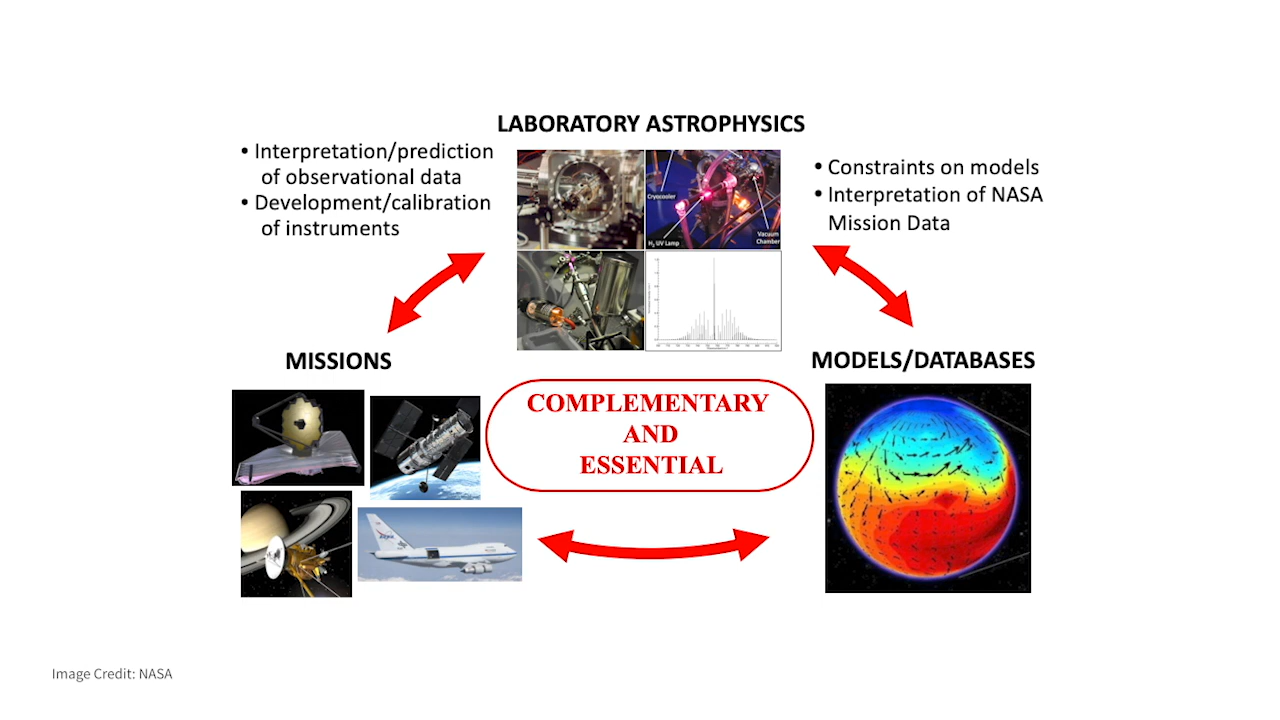 LABORATORY ASTROPHYSICS
• Interpretation/prediction
of observational data
• Development/calibration
of instruments
Cryocooler
H₂ UV Lamp
Vacuum
Chamber
• Constraints on models
• Interpretation of NASA
Mission Data
MISSIONS
MODELS/DATABASES
COMPLEMENTARY
AND
ESSENTIAL
NASA
Image Credit: NASA